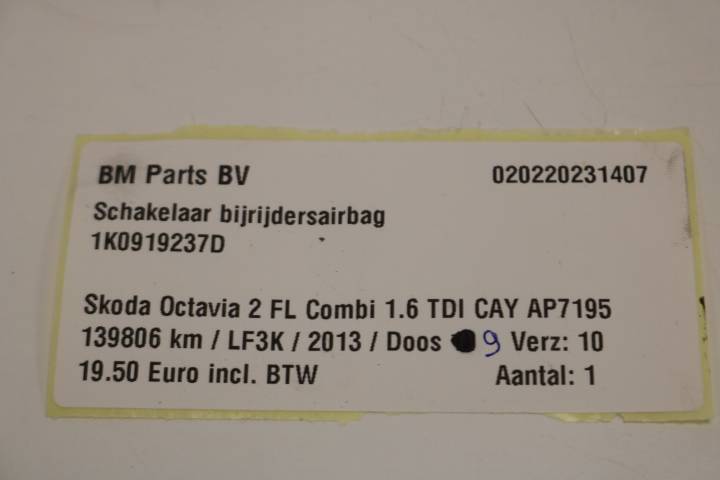 BM Parts BV 020220231407
Schakelaar bijrijdersairbag
1K0919237D
Skoda Octavia 2 FL Combi 1.6 TDI CAY AP7195
139806 km / LF3K / 2013 / Doos 9 Verz: 10
19.50 Euro incl. BTW Aantal: 1